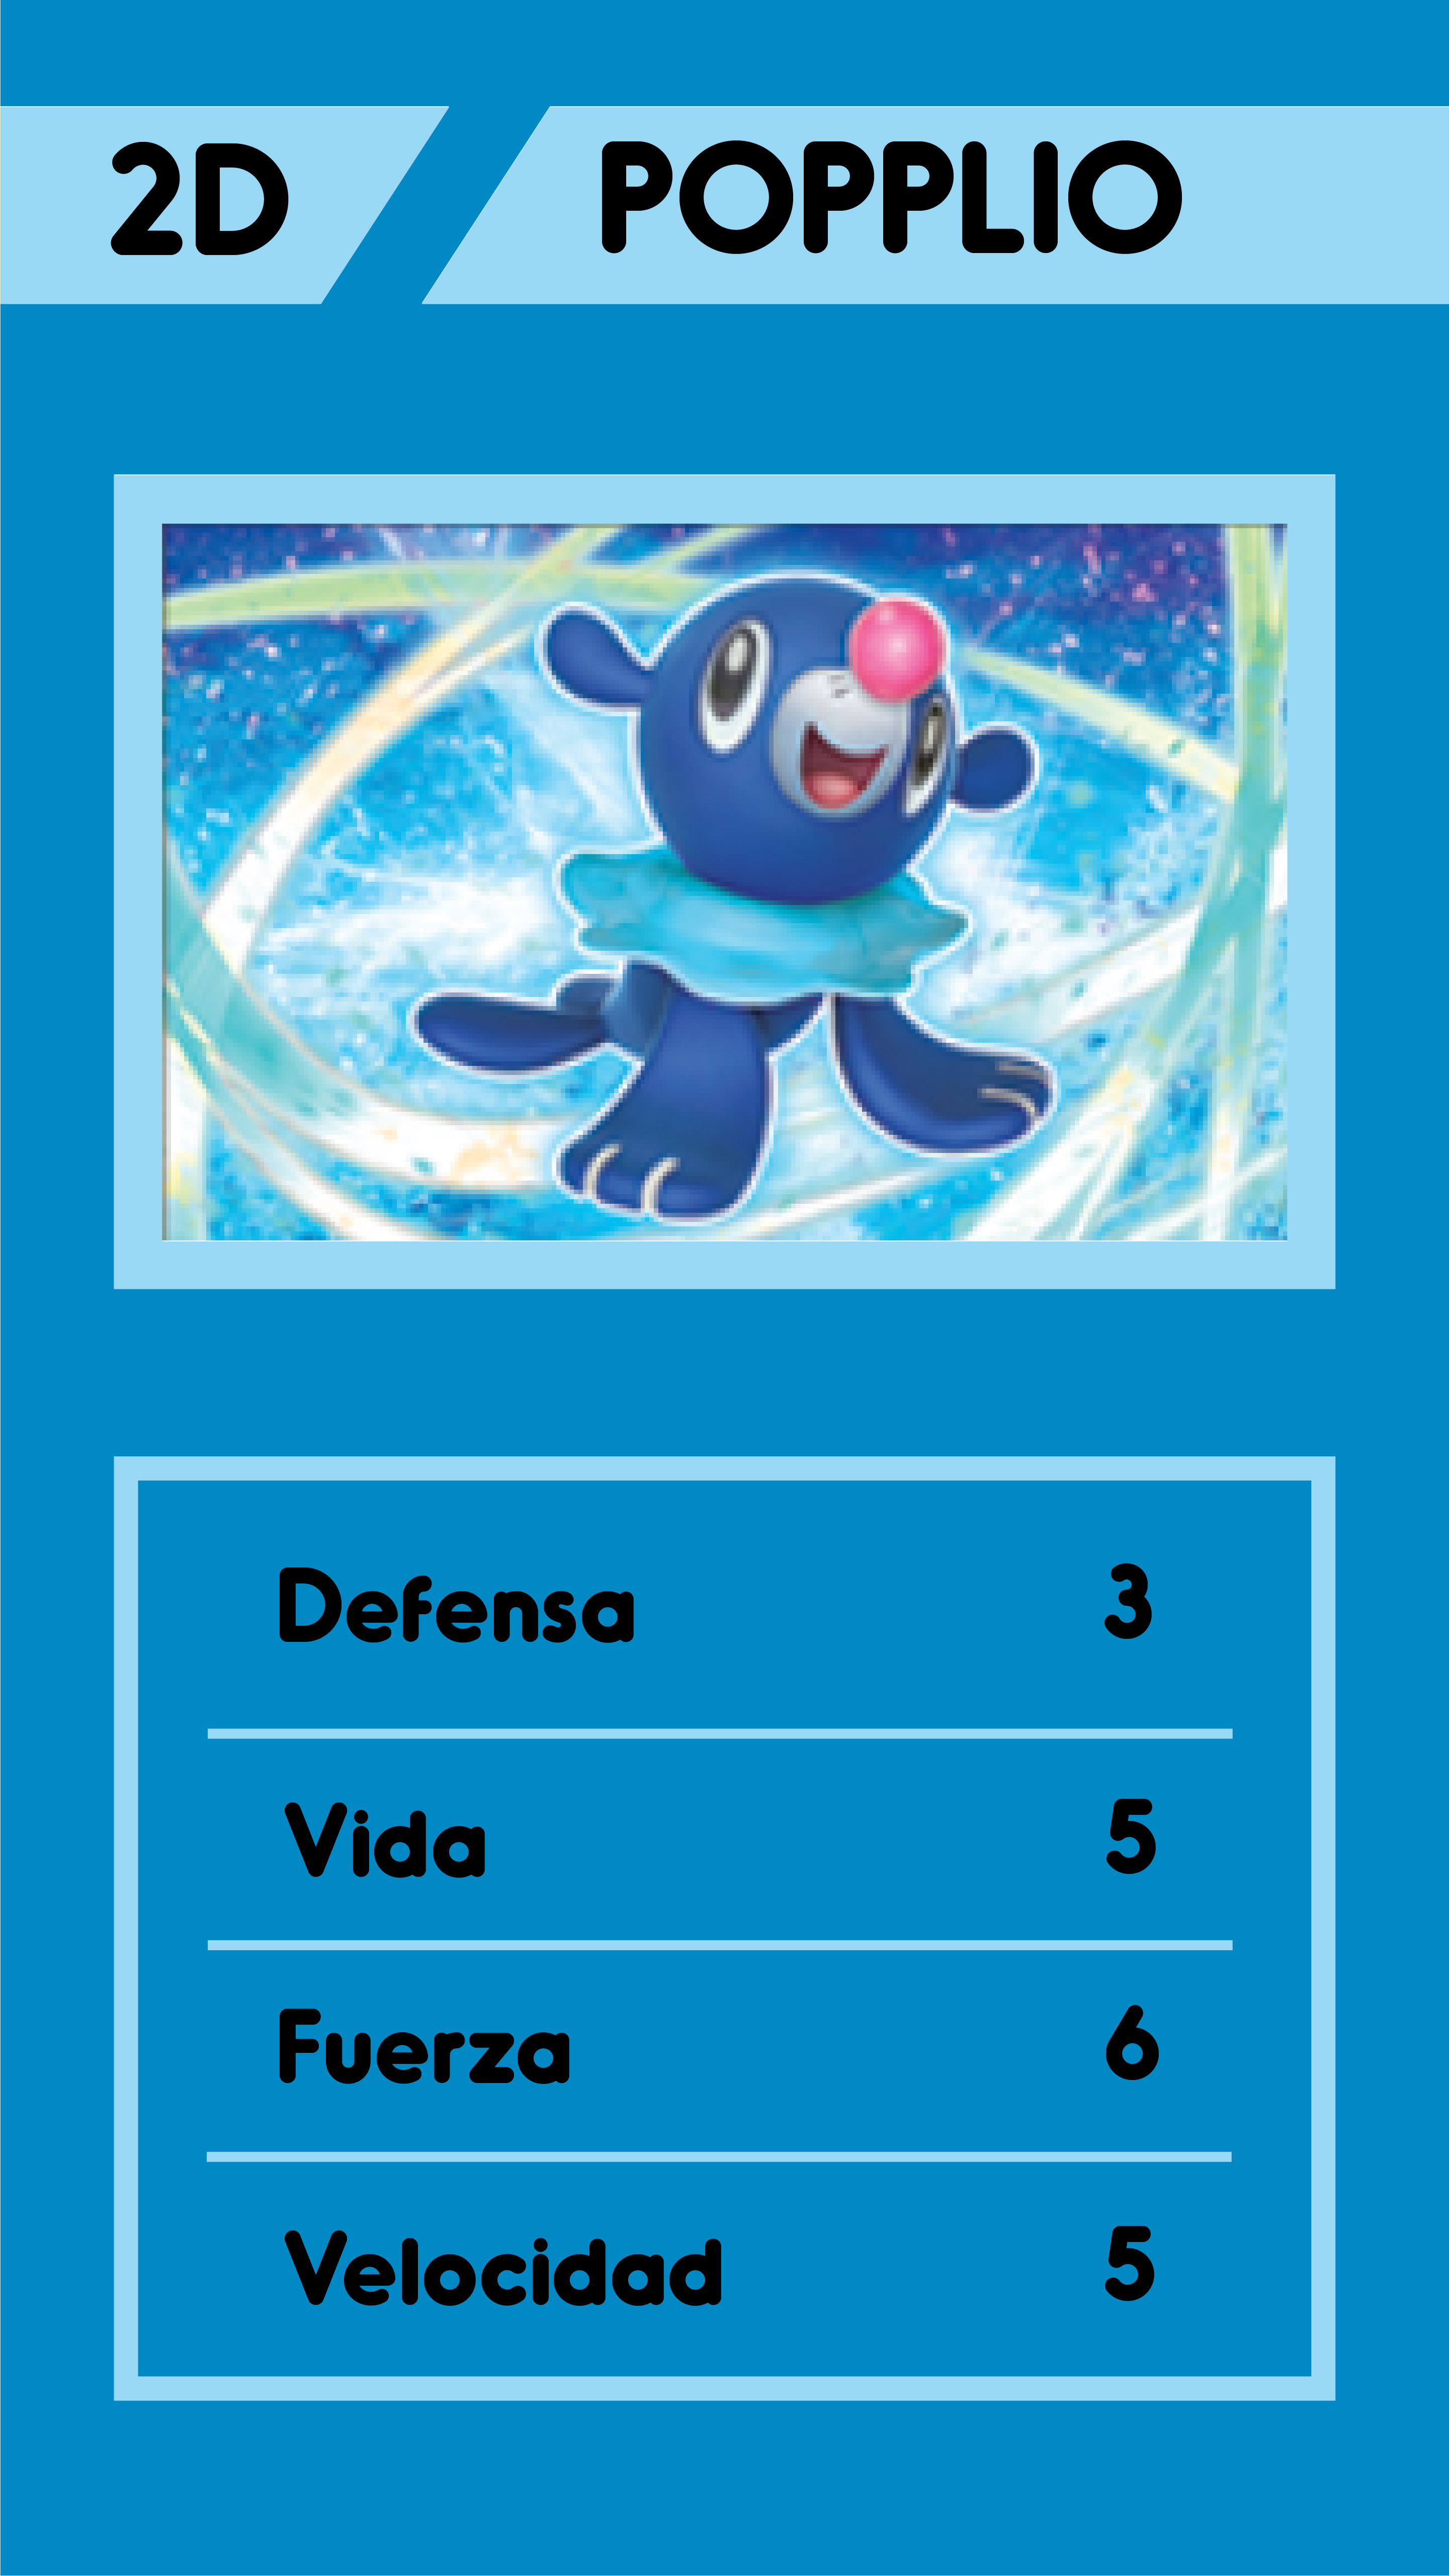 2D POPPLIO
Defensa 3
Vida 5
Fuerza 6
Velocidad 5